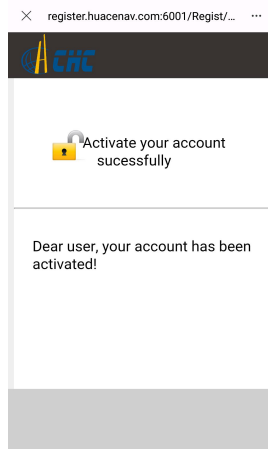 register.huacenav.com:6001/Regist/...
CHC
Activate your account
sucessfully
Dear user, your account has been
activated!